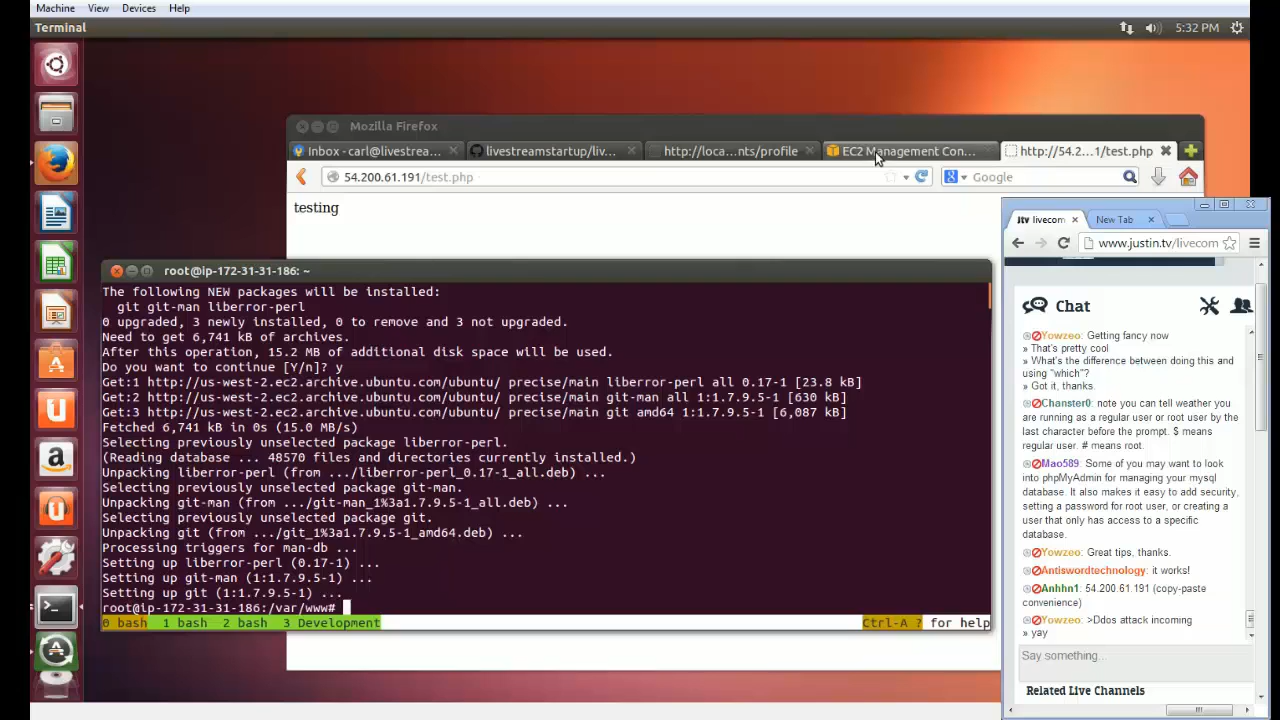 Machine View Devices Help
Terminal
5:32 PM
Mozilla Firefox
Inbox - carl@livestrea...
livestreamstartup/liv...
http://loca...nts/profile
EC2 Management Con...
http://54.2...1/test.php
54.200.61.191/test.php
Google
testing
root@ip-172-31-31-186: ~
The following NEW packages will be installed:
git git-man liberror-perl
0 upgraded, 3 newly installed, 0 to remove and 3 not upgraded.
Need to get 6,741 kB of archives.
After this operation, 15.2 MB of additional disk space will be used.
Do you want to continue [Y/n]? y
Get:1 http://us-west-2.ec2.archive.ubuntu.com/ubuntu/ precise/main liberror-perl all 0.17-1 [23.8 kB]
Get:2 http://us-west-2.ec2.archive.ubuntu.com/ubuntu/ precise/main git-man all 1:1.7.9.5-1 [630 kB]
Get:3 http://us-west-2.ec2.archive.ubuntu.com/ubuntu/ precise/main git amd64 1:1.7.9.5-1 [6,087 kB]
Fetched 6,741 kB in 0s (15.0 MB/s)
Selecting previously unselected package liberror-perl.
(Reading database ... 48570 files and directories currently installed.)
Unpacking liberror-perl (from .../liberror-perl_0.17-1_all.deb) ...
Selecting previously unselected package git-man.
Unpacking git-man (from .../git-man_1%3a1.7.9.5-1_all.deb) ...
Selecting previously unselected package git.
Unpacking git (from .../git_1%3a1.7.9.5-1_amd64.deb) ...
Processing triggers for man-db ...
Setting up liberror-perl (0.17-1) ...
Setting up git-man (1:1.7.9.5-1) ...
Setting up git (1:1.7.9.5-1) ...
root@ip-172-31-31-186:/var/www#
0 bash 1 bash 2 bash 3 Development Ctrl-A ? for help
jtv livecom
New Tab
www.justin.tv/livecom
Chat
Yowzeo: Getting fancy now
» That's pretty cool
» What's the difference between doing this and
using "which"?
» Got it, thanks.
Chanster0: note you can tell weather you
are running as a regular user or root user by the
last character before the prompt. $ means
regular user. # means root.
Mao589: Some of you may want to look
into phpMyAdmin for managing your mysql
database. It also makes it easy to add security,
setting a password for root user, or creating a
user that only has access to a specific
database.
Yowzeo: Great tips, thanks.
Antiswordtechnology: it works!
Anhhn1: 54.200.61.191 (copy-paste
convenience)
Yowzeo: >Ddos attack incoming
» yay
Say something...
Related Live Channels